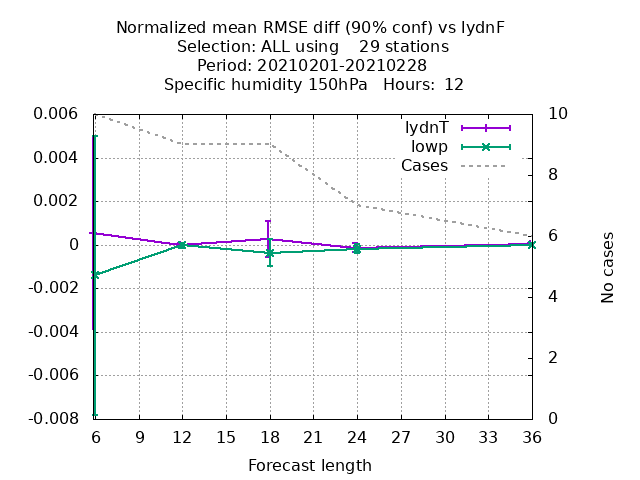 Normalized mean RMSE diff (90% conf) vs lydnF
Selection: ALL using    29 stations
Period: 20210201-20210228
Specific humidity 150hPa   Hours:  12
lydnT
lowp
Cases
0.006
0.004
0.002
0
-0.002
-0.004
-0.006
-0.008
10
8
6
4
2
0
No cases
6 9 12 15 18 21 24 27 30 33 36
Forecast length